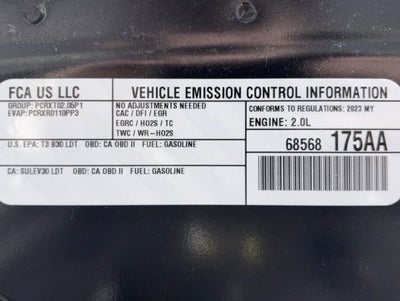 FCA US LLC
VEHICLE EMISSION CONTROL INFORMATION
GROUP: PCRXT02.05P1
EVAP: PCRXR0110PP3
NO ADJUSTMENTS NEEDED
CAC / DFI / EGR
EGRC / HO2S / TC
TWC / WR-HO2S
CONFORMS TO REGULATIONS: 2023 MY
ENGINE: 2.0L
U.S. EPA: T3 B30 LDT OBD: CA OBD II FUEL: GASOLINE
68568 175AA
CA: SULEV30 LDT OBD: CA OBD II FUEL: GASOLINE